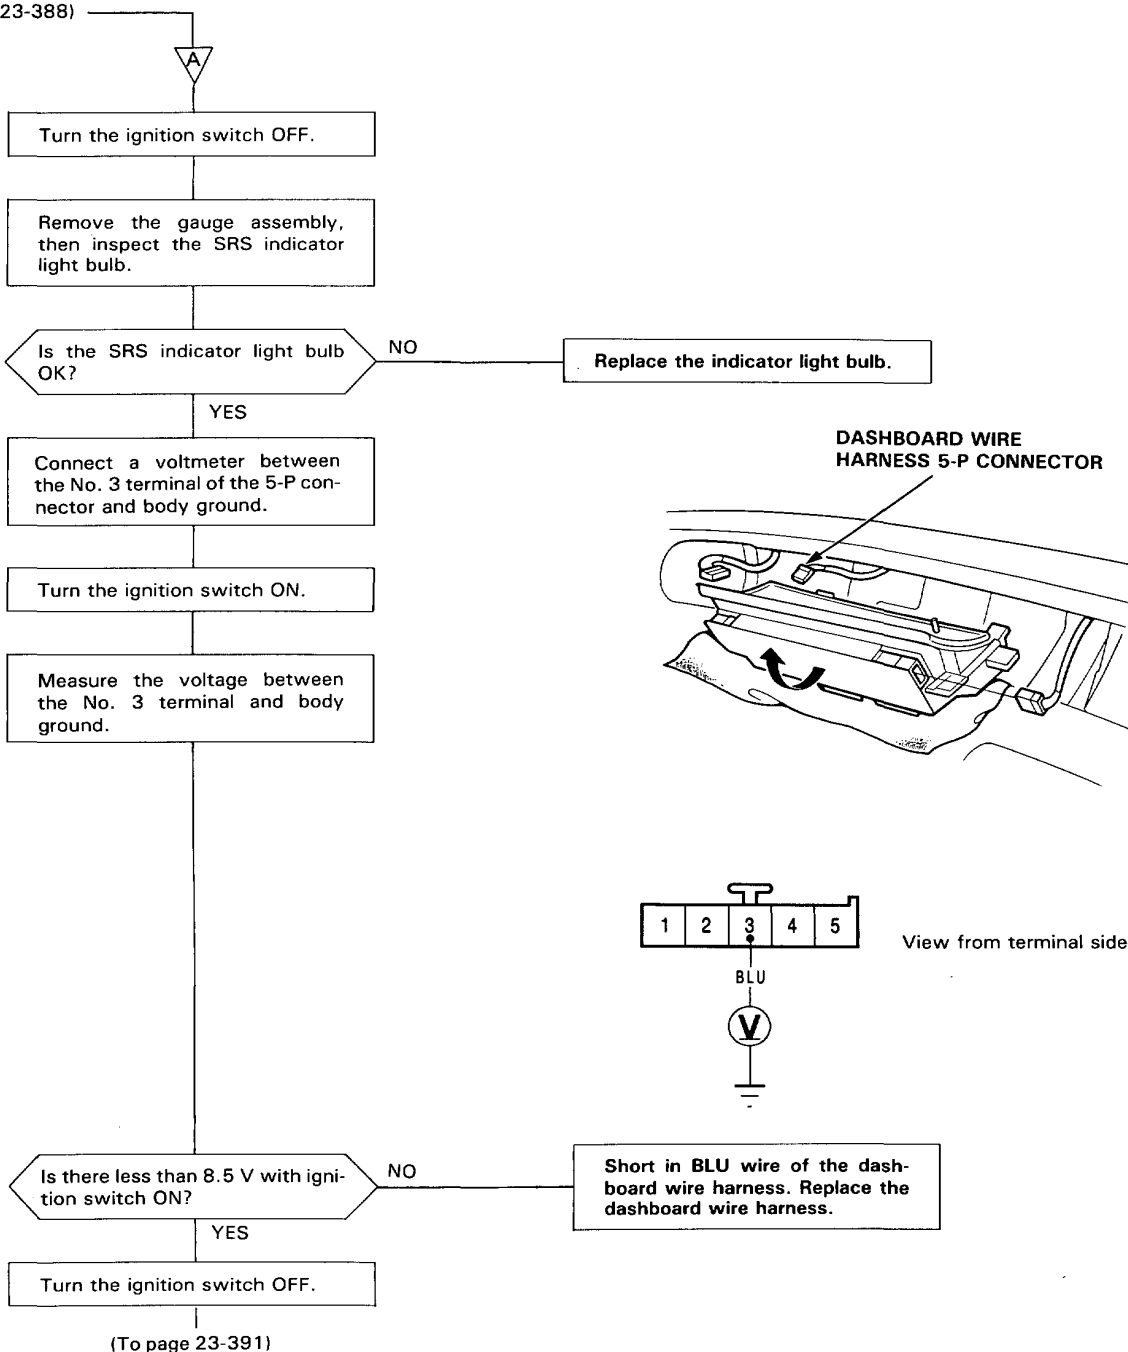 23-388)
A
Turn the ignition switch OFF.
Remove the gauge assembly,
then inspect the SRS indicator
light bulb.
Is the SRS indicator light bulb
OK?
NO
Replace the indicator light bulb.
YES
DASHBOARD WIRE
HARNESS 5-P CONNECTOR
Connect a voltmeter between
the No. 3 terminal of the 5-P con-
nector and body ground.
Turn the ignition switch ON.
Measure the voltage between
the No. 3 terminal and body
ground.
1 2 3 4 5
View from terminal side
BLU
V
Is there less than 8.5 V with igni-
tion switch ON?
NO
Short in BLU wire of the dash-
board wire harness. Replace the
dashboard wire harness.
YES
Turn the ignition switch OFF.
(To page 23-391)